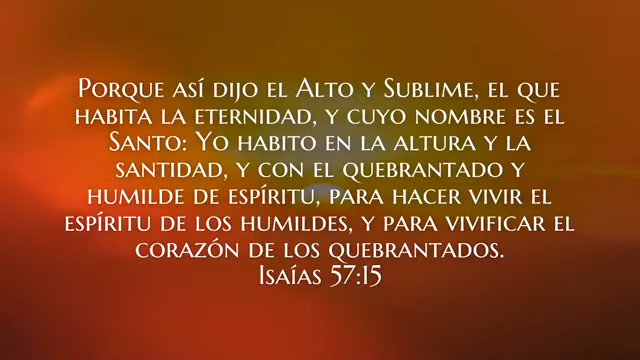 Porque así dijo el Alto y Sublime, el que
habita la eternidad, y cuyo nombre es el
Santo: Yo habito en la altura y la
santidad, y con el quebrantado y
humilde de espíritu, para hacer vivir el
espíritu de los humildes, y para vivificar el
corazón de los quebrantados.
Isaías 57:15